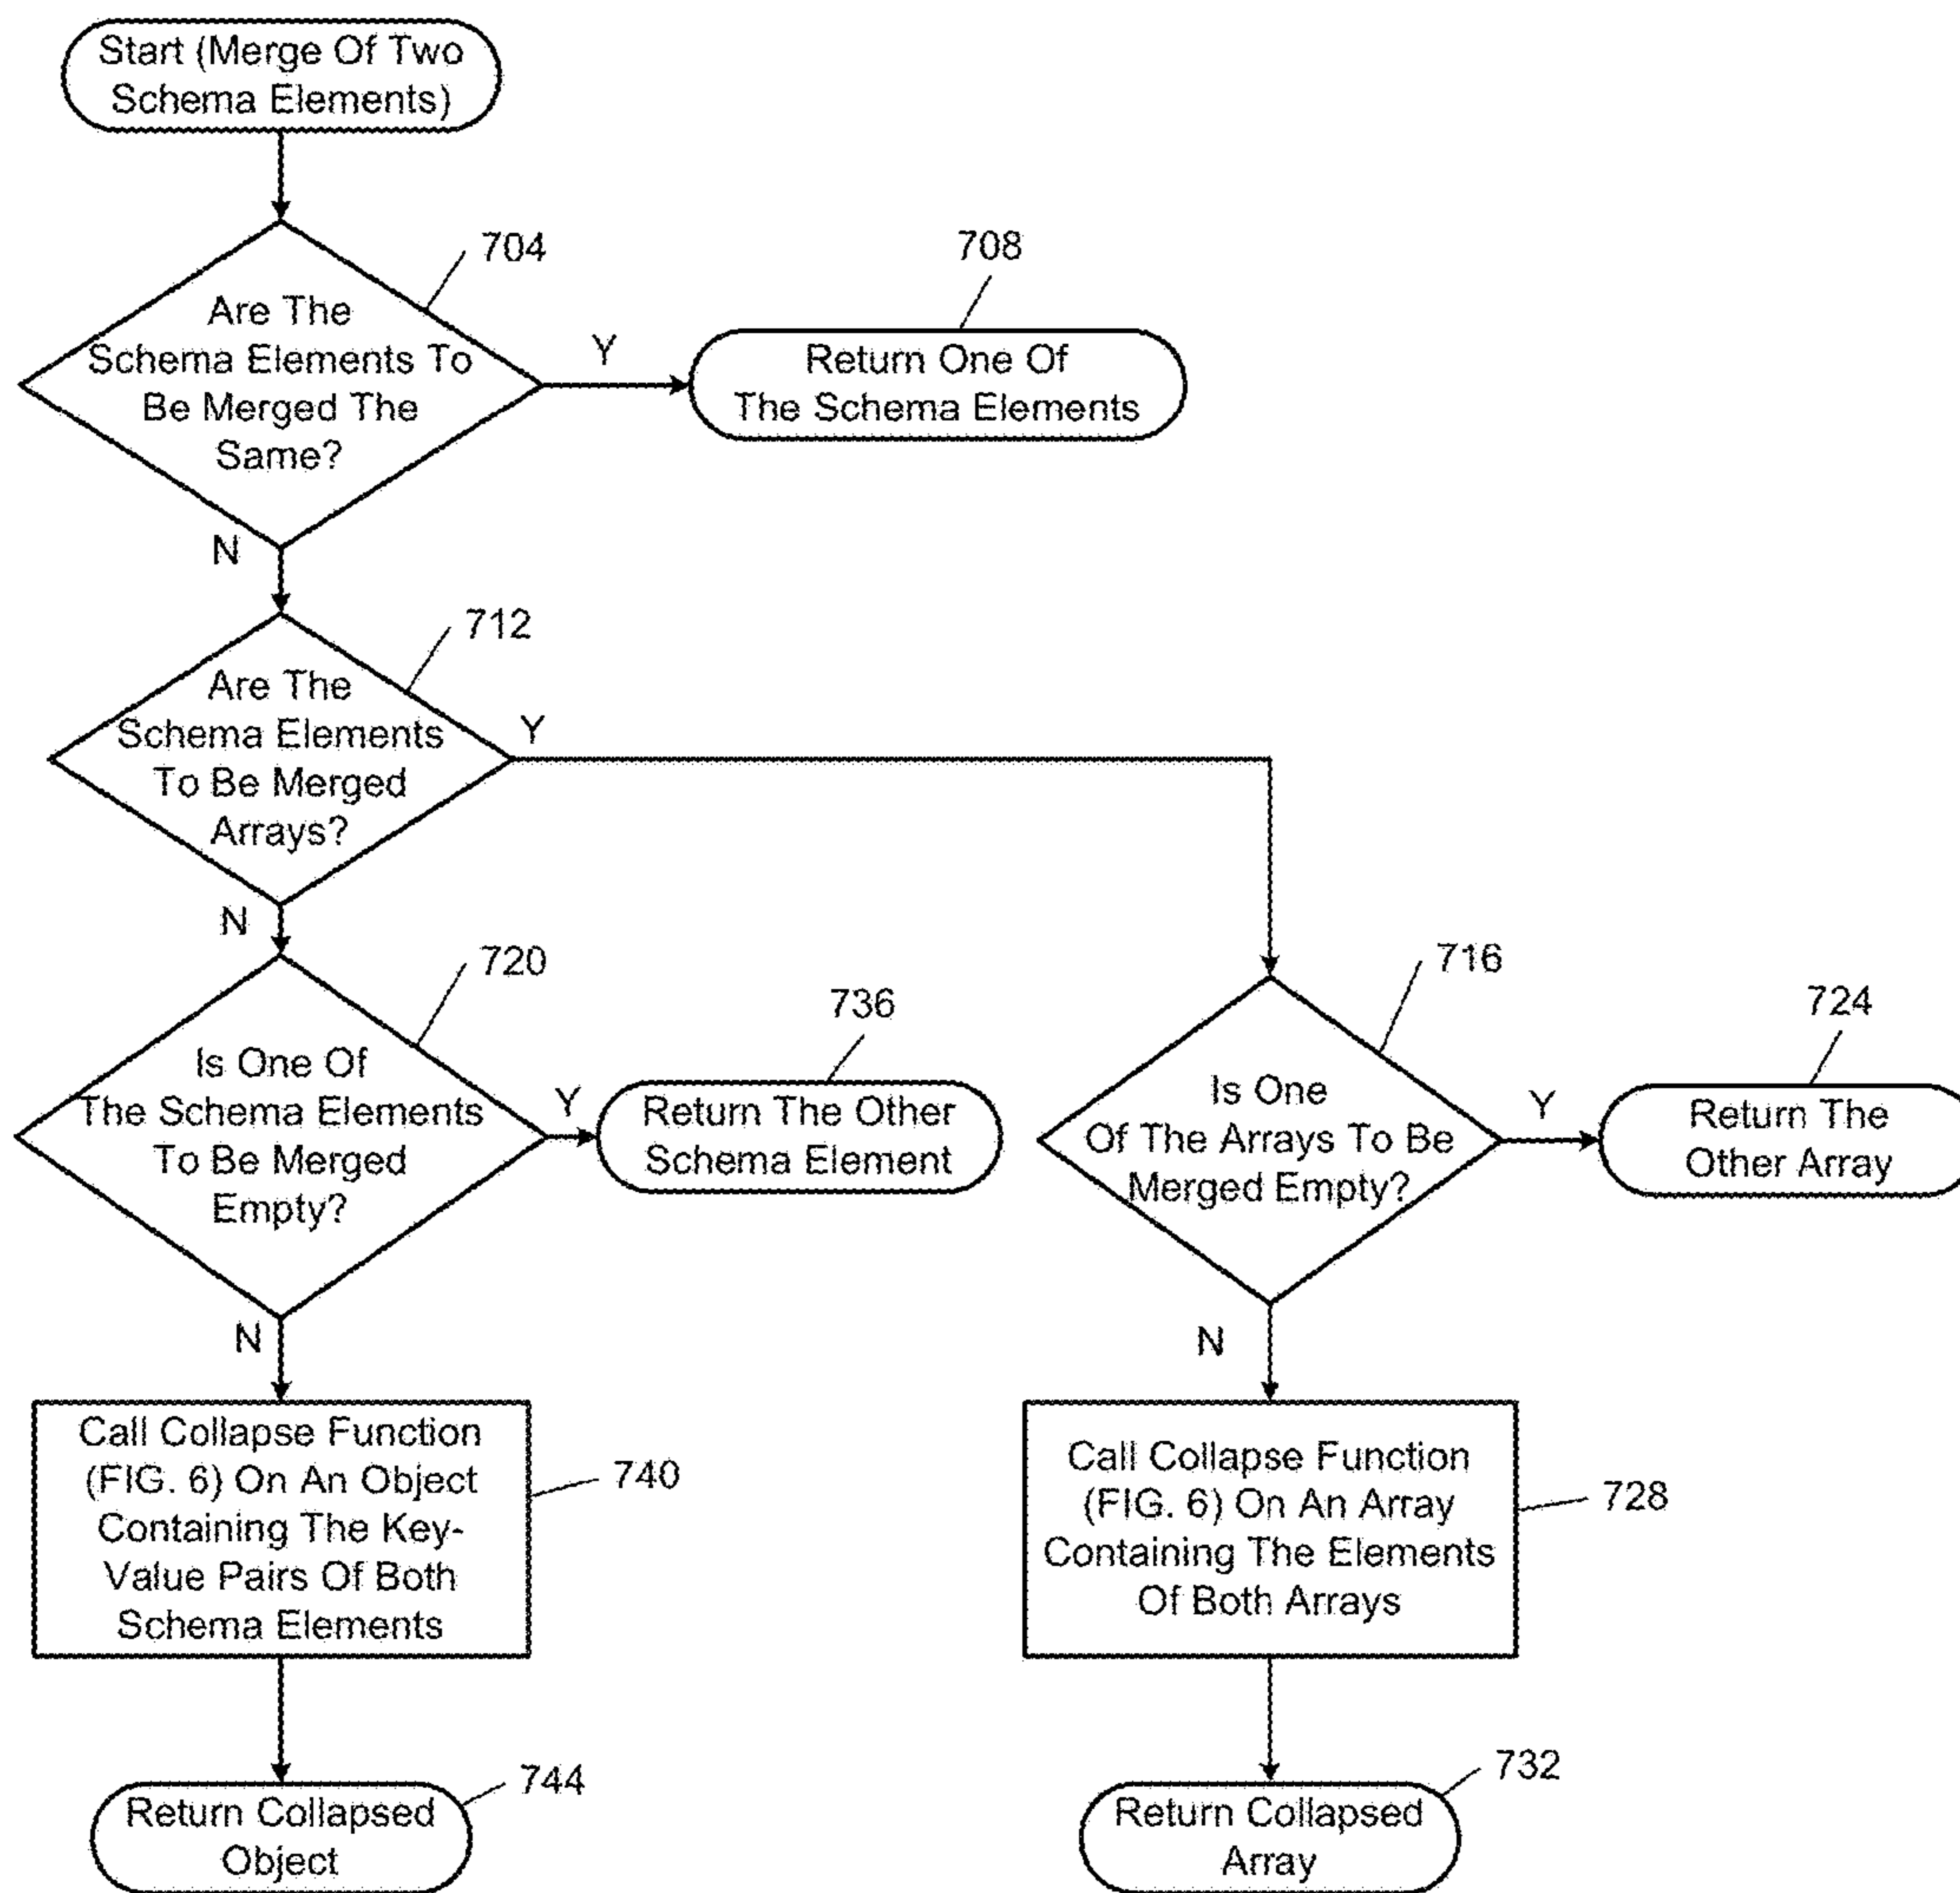 Start (Merge Of Two
Schema Elements)
704
Are The
Schema Elements To
Be Merged The
Same?
Y
708
Return One Of
The Schema Elements
N
712
Are The
Schema Elements
To Be Merged
Arrays?
Y
N
720
Is One Of
The Schema Elements
To Be Merged
Empty?
Y
736
Return The Other
Schema Element
716
Is One
Of The Arrays To Be
Merged Empty?
Y
724
Return The
Other Array
N
Call Collapse Function
(FIG. 6) On An Object
Containing The Key-
Value Pairs Of Both
Schema Elements
740
N
Call Collapse Function
(FIG. 6) On An Array
Containing The Elements
Of Both Arrays
728
744
Return Collapsed
Object
732
Return Collapsed
Array